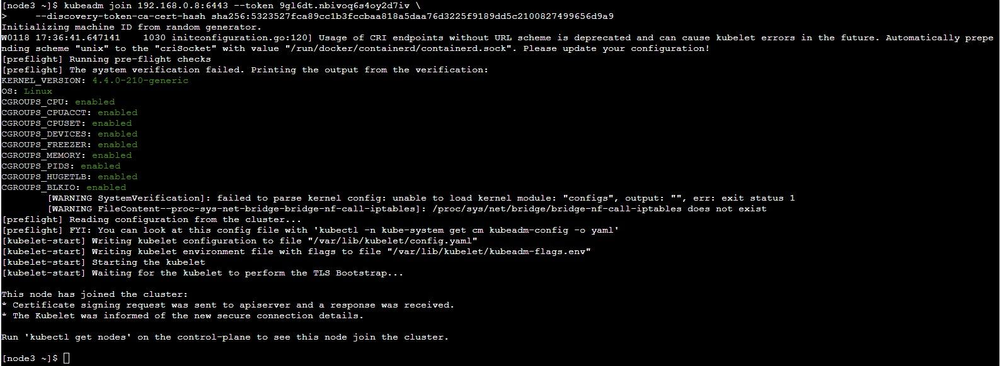 [node3 ~]$ kubeadm join 192.168.0.8:6443 --token 9gl6dt.nbivoq6s4oy2d7iv \
>     --discovery-token-ca-cert-hash sha256:5323527fca89cc1b3fccbaa818a5daa76d3225f9189dd5c2100827499656d9a9
Initializing machine ID from random generator.
W0118 17:36:41.647141    1030 initconfiguration.go:120] Usage of CRI endpoints without URL scheme is deprecated and can cause kubelet errors in the future. Automatically prepe
nding scheme "unix" to the "criSocket" with value "/run/docker/containerd/containerd.sock". Please update your configuration!
[preflight] Running pre-flight checks
[preflight] The system verification failed. Printing the output from the verification:
KERNEL_VERSION: 4.4.0-210-generic
OS: Linux
CGROUPS_CPU: enabled
CGROUPS_CPUACCT: enabled
CGROUPS_CPUSET: enabled
CGROUPS_DEVICES: enabled
CGROUPS_FREEZER: enabled
CGROUPS_MEMORY: enabled
CGROUPS_PIDS: enabled
CGROUPS_HUGETLB: enabled
CGROUPS_BLKIO: enabled
        [WARNING SystemVerification]: failed to parse kernel config: unable to load kernel module: "configs", output: "", err: exit status 1
        [WARNING FileContent--proc-sys-net-bridge-bridge-nf-call-iptables]: /proc/sys/net/bridge/bridge-nf-call-iptables does not exist
[preflight] Reading configuration from the cluster...
[preflight] FYI: You can look at this config file with 'kubectl -n kube-system get cm kubeadm-config -o yaml'
[kubelet-start] Writing kubelet configuration to file "/var/lib/kubelet/config.yaml"
[kubelet-start] Writing kubelet environment file with flags to file "/var/lib/kubelet/kubeadm-flags.env"
[kubelet-start] Starting the kubelet
[kubelet-start] Waiting for the kubelet to perform the TLS Bootstrap...

This node has joined the cluster:
* Certificate signing request was sent to apiserver and a response was received.
* The Kubelet was informed of the new secure connection details.

Run 'kubectl get nodes' on the control-plane to see this node join the cluster.

[node3 ~]$